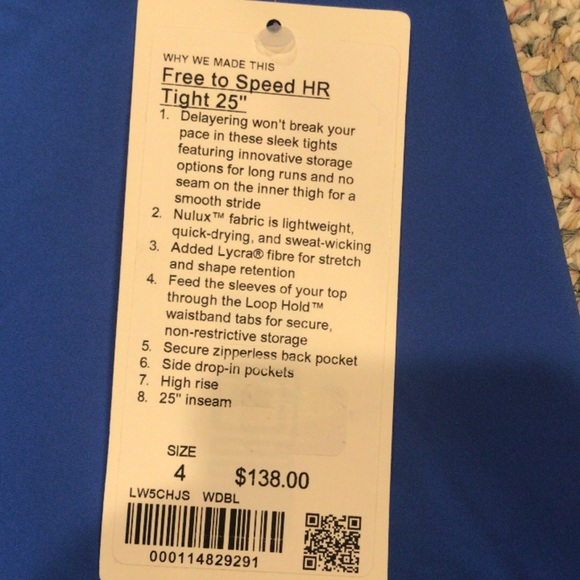 WHY WE MADE THIS
Free to Speed HR
Tight 25"
1. Delayering won't break your
pace in these sleek tights
featuring innovative storage
options for long runs and no
seam on the inner thigh for a
smooth stride
2. Nulux™ fabric is lightweight,
quick-drying, and sweat-wicking
3. Added Lycra® fibre for stretch
and shape retention
4. Feed the sleeves of your top
through the Loop Hold™
waistband tabs for secure,
non-restrictive storage
5. Secure zipperless back pocket
6. Side drop-in pockets
7. High rise
8. 25" inseam
SIZE
4 $138.00
LW5CHJS WDBL
000114829291